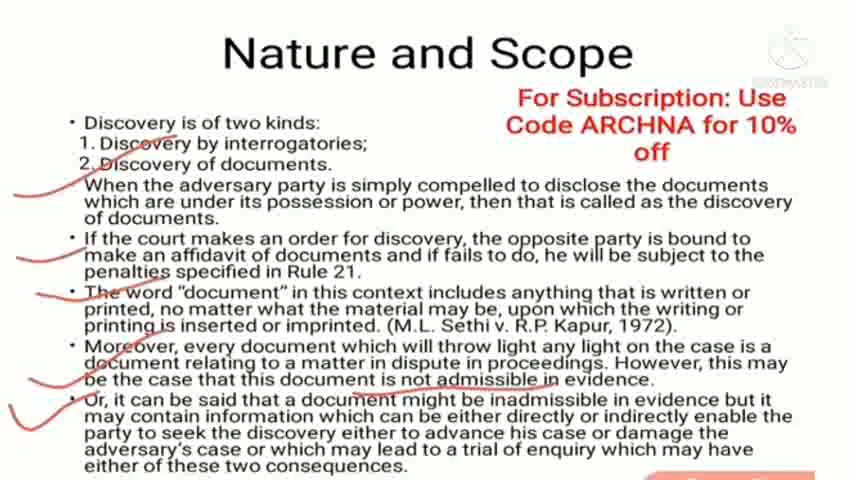 Nature and Scope
For Subscription: Use
Code ARCHNA for 10%
off
• Discovery is of two kinds:
1. Discovery by interrogatories;
2. Discovery of documents.
When the adversary party is simply compelled to disclose the documents
which are under its possession or power, then that is called as the discovery
of documents.
• If the court makes an order for discovery, the opposite party is bound to
make an affidavit of documents and if fails to do, he will be subject to the
penalties specified in Rule 21.
• The word "document" in this context includes anything that is written or
printed, no matter what the material may be, upon which the writing or
printing is inserted or imprinted. (M.L. Sethi v. R.P. Kapur, 1972).
• Moreover, every document which will throw light any light on the case is a
document relating to a matter in dispute in proceedings. However, this may
be the case that this document is not admissible in evidence.
• Or, it can be said that a document might be inadmissible in evidence but it
may contain information which can be either directly or indirectly enable the
party to seek the discovery either to advance his case or damage the
adversary's case or which may lead to a trial of enquiry which may have
either of these two consequences.